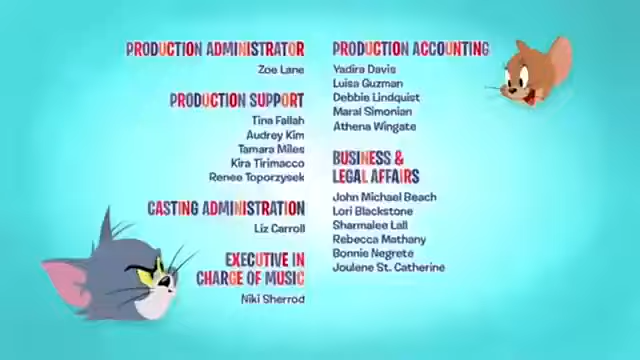 PRODUCTION ADMINISTRATOR
Zoe Lane
PRODUCTION SUPPORT
Tina Fallah
Audrey Kim
Tamara Miles
Kira Tirimacco
Renee Toporzysek
CASTING ADMINISTRATION
Liz Carroll
EXECUTIVE IN
CHARGE OF MUSIC
Niki Sherrod
PRODUCTION ACCOUNTING
Yadira Davis
Luisa Guzman
Debbie Lindquist
Maral Simonian
Athena Wingate
BUSINESS &
LEGAL AFFAIRS
John Michael Beach
Lori Blackstone
Sharmalee Lall
Rebecca Mathany
Bonnie Negrete
Joulene St. Catherine